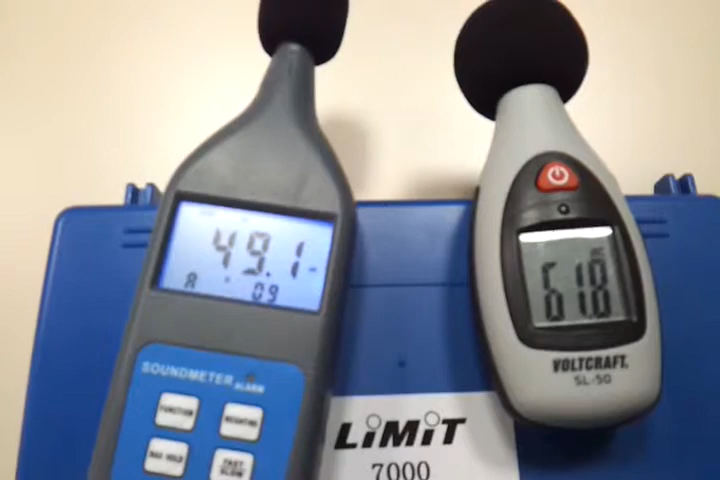 49.1
A
09
SOUNDMETER
ALARM
FUNCTION
WEIGHTING
MAX HOLD
FAST
SLOW
61.8
VOLTCRAFT
SL-50
LiMiT
7000